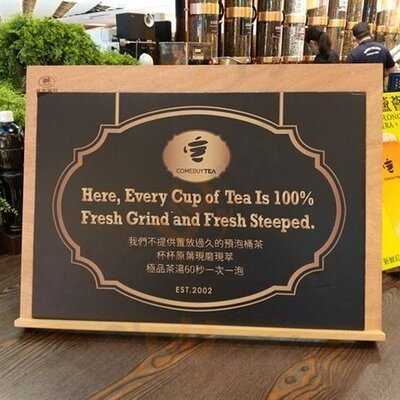 COMEBUYTEA
Here, Every Cup of Tea Is 100%
Fresh Grind and Fresh Steeped.
我們不提供置放過久的預泡桶茶
杯杯原葉現磨現萃
極品茶湯60秒一次一泡
EST.2002